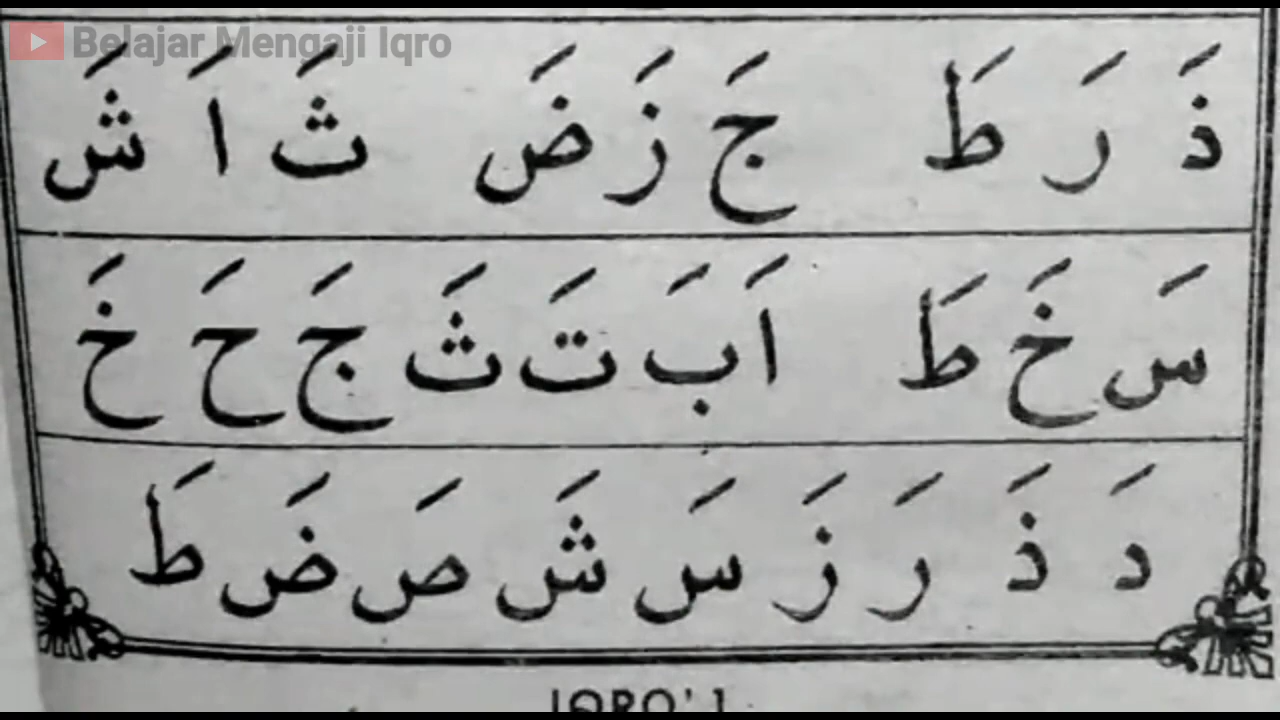 Belajar Mengaji Iqro
ذَ رَ طَ جَ زَ ضَ ثَ اَ شَ
سَ خَ طَ اَ بَ تَ ثَ جَ حَ خَ
دَ ذَ رَ زَ سَ شَ صَ ضَ طَ
IQRO' 1